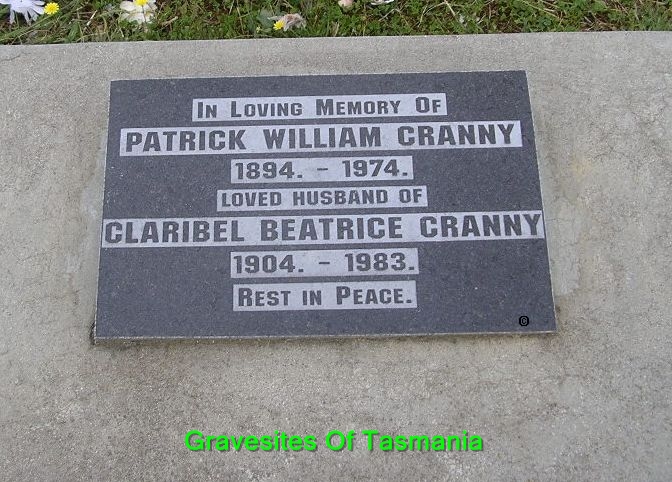 IN LOVING MEMORY OF
PATRICK WILLIAM CRANNY
1894. - 1974.
LOVED HUSBAND OF
CLARIBEL BEATRICE CRANNY
1904. - 1983.
REST IN PEACE.
Gravesites Of Tasmania